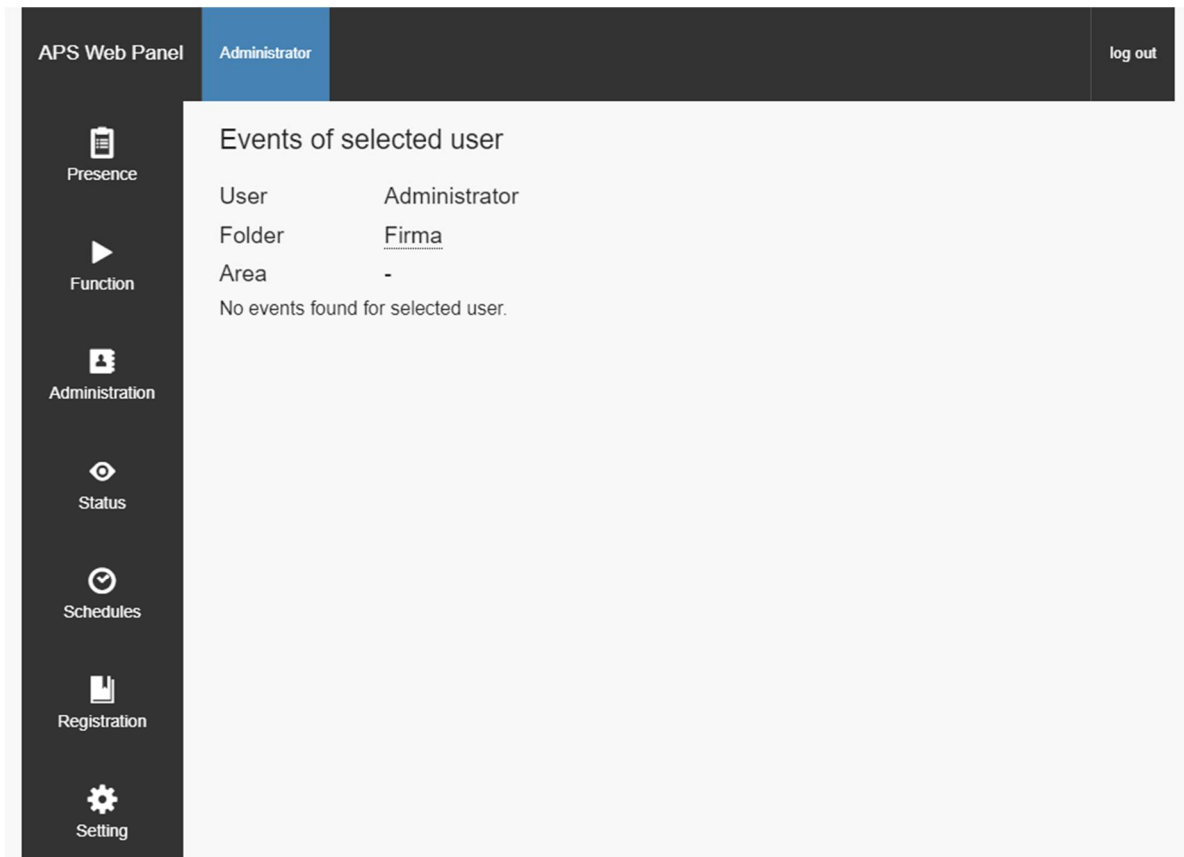 APS Web Panel
Administrator
log out
Presence
Function
Administration
Status
Schedules
Registration
Setting
Events of selected user
User Administrator
Folder Firma
Area -
No events found for selected user.